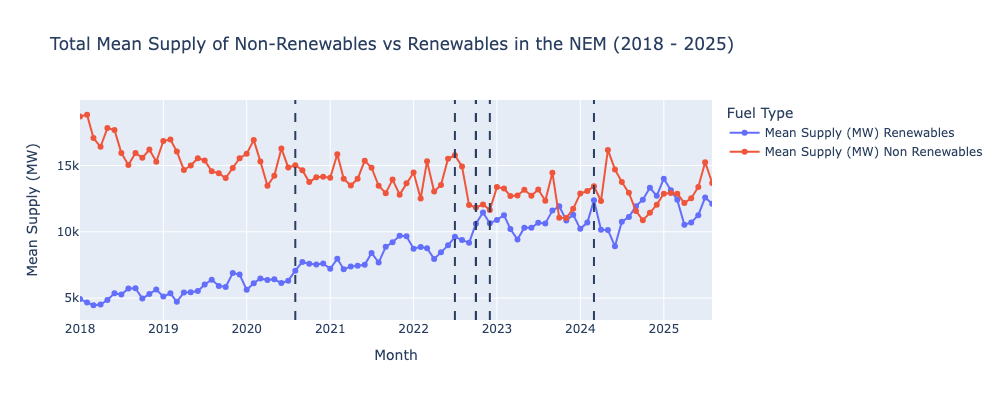 Total Mean Supply of Non-Renewables vs Renewables in the NEM (2018 - 2025)
Fuel Type
Mean Supply (MW) Renewables
Mean Supply (MW) Non Renewables
Mean Supply (MW)
15k
10k
5k
2018 2019 2020 2021 2022 2023 2024 2025
Month